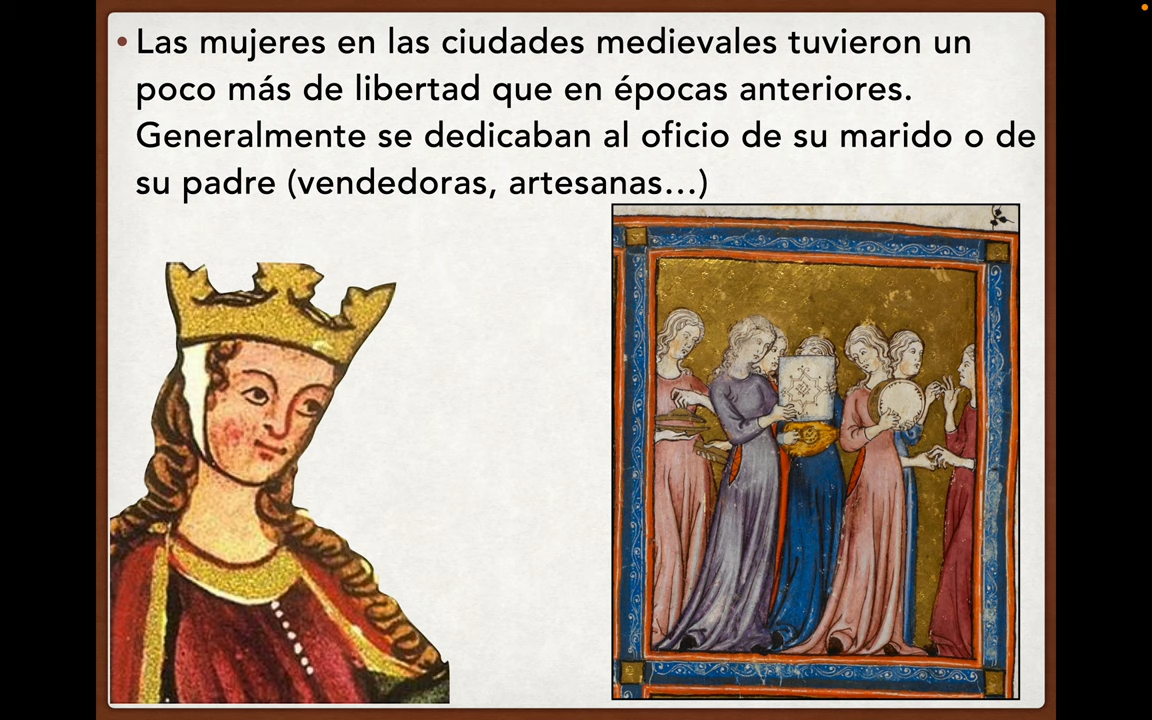 • Las mujeres en las ciudades medievales tuvieron un
poco más de libertad que en épocas anteriores.
Generalmente se dedicaban al oficio de su marido o de
su padre (vendedoras, artesanas...)